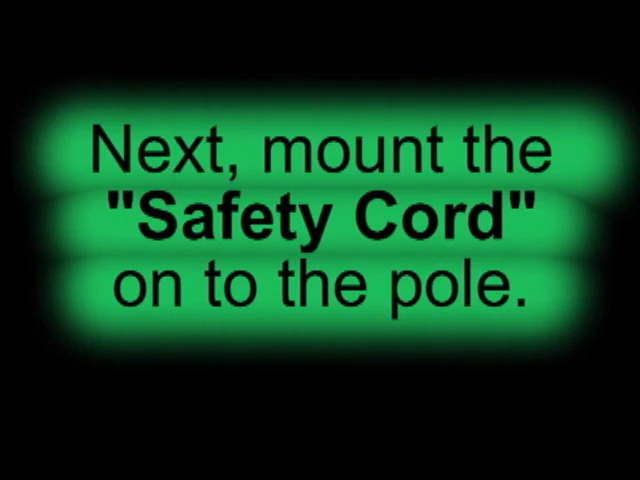 Next, mount the
"Safety Cord"
on to the pole.